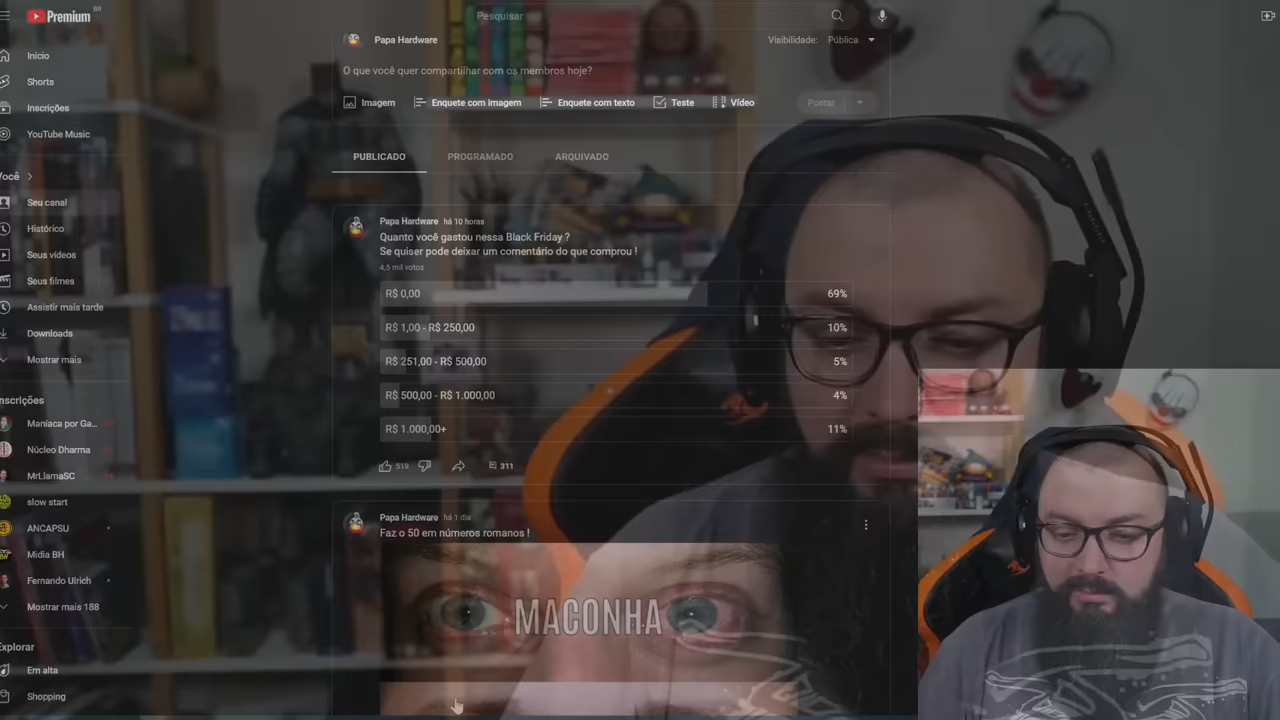 Premium BR
Pesquisar
Início
Shorts
Inscrições
YouTube Music
Você
Seu canal
Histórico
Seus vídeos
Seus filmes
Assistir mais tarde
Downloads
Mostrar mais
Inscrições
Maniaca por Ga...
Núcleo Dharma
MrLlamaSC
slow start
ANCAPSU
Midia BH
Fernando Ulrich
Mostrar mais 188
Explorar
Em alta
Shopping
Papa Hardware
Visibilidade: Pública
O que você quer compartilhar com os membros hoje?
Imagem Enquete com imagem Enquete com texto Teste Vídeo Postar
PUBLICADO PROGRAMADO ARQUIVADO
Papa Hardware há 10 horas
Quanto você gastou nessa Black Friday ?
Se quiser pode deixar um comentário do que comprou !
4,5 mil votos
R$ 0,00 69%
R$ 1,00 - R$ 250,00 10%
R$ 251,00 - R$ 500,00 5%
R$ 500,00 - R$ 1.000,00 4%
R$ 1.000,00+ 11%
519 311
Papa Hardware há 1 dia
Faz o 50 em números romanos !
MACONHA